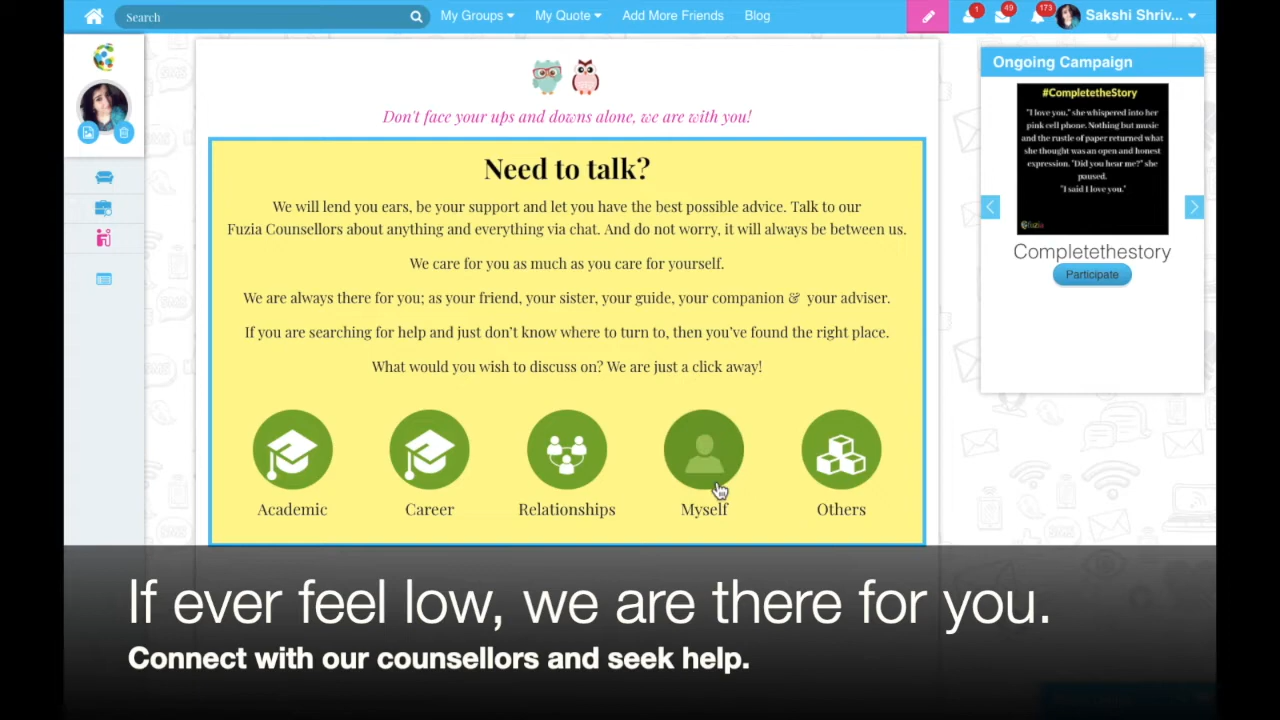 Search
My Groups
My Quote
Add More Friends
Blog
1
49
173
Sakshi Shriv...
Don't face your ups and downs alone, we are with you!
Need to talk?
We will lend you ears, be your support and let you have the best possible advice. Talk to our
Fuzia Counsellors about anything and everything via chat. And do not worry, it will always be between us.
We care for you as much as you care for yourself.
We are always there for you; as your friend, your sister, your guide, your companion & your adviser.
If you are searching for help and just don't know where to turn to, then you've found the right place.
What would you wish to discuss on? We are just a click away!
Academic
Career
Relationships
Myself
Others
Ongoing Campaign
#CompletetheStory
"I love you," she whispered into her
pink cell phone. Nothing but music
and the rustle of paper returned what
she thought was an open and honest
expression. "Did you hear me?" she
paused.
"I said I love you."
Fuzia
Completethestory
Participate
If ever feel low, we are there for you.
Connect with our counsellors and seek help.